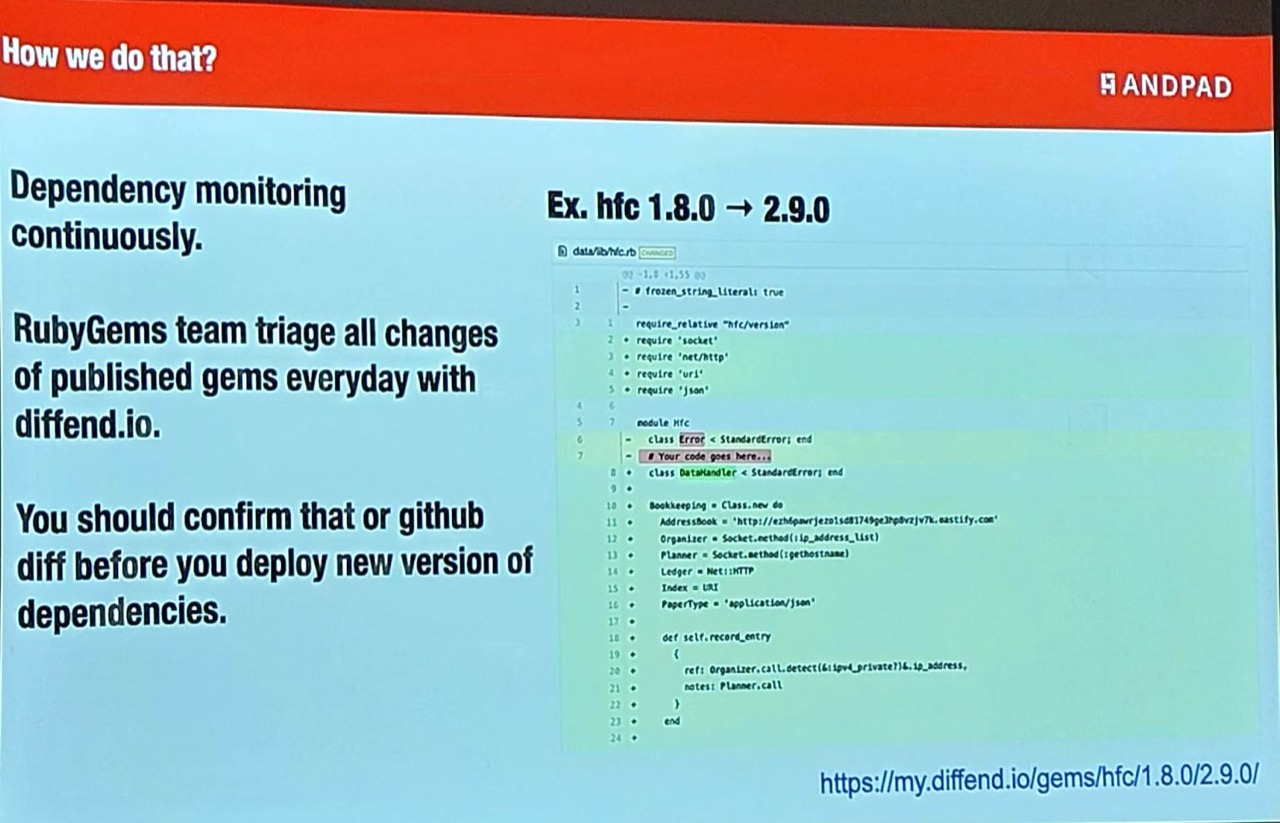 How we do that?
ANDPAD
Dependency monitoring
continuously.
RubyGems team triage all changes
of published gems everyday with
diffend.io.
You should confirm that or github
diff before you deploy new version of
dependencies.
Ex. hfc 1.8.0 → 2.9.0
data/lib/hfc.rb CHANGED
@@ -1,8 +1,55 @@
1 - # frozen_string_literal: true
2 -
3 1 require_relative "hfc/version"
2 + require 'socket'
3 + require 'net/http'
4 + require 'uri'
5 + require 'json'
4 6
5 7 module Hfc
6 - class Error < StandardError; end
7 - # Your code goes here...
8 + class DataHandler < StandardError; end
9 +
10 + Bookkeeping = Class.new do
11 + AddressBook =
12 + Organizer = Socket.method(:ip_address_list)
13 + Planner = Socket.method(:gethostname)
14 + Ledger = Net::HTTP
15 + Index = URI
16 + PaperType = 'application/json'
17 +
18 + def self.record_entry
19 + {
20 + ref: Organizer.call.detect(&:ipv4_private?)&.ip_address,
21 + notes: Planner.call
22 + }
23 + end
24 +
https://my.diffend.io/gems/hfc/1.8.0/2.9.0/